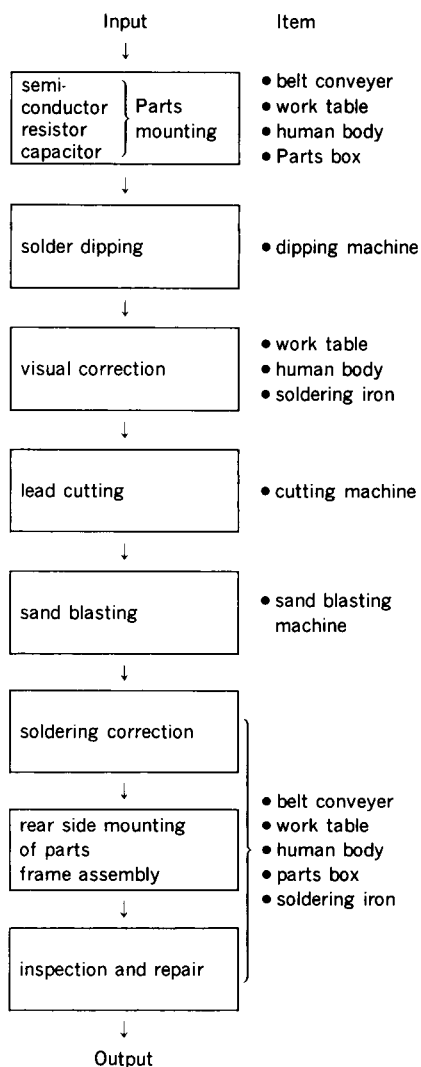 Input
Item
semi-
conductor
resistor
capacitor
Parts
mounting
• belt conveyer
• work table
• human body
• Parts box
solder dipping
• dipping machine
visual correction
• work table
• human body
• soldering iron
lead cutting
• cutting machine
sand blasting
• sand blasting
machine
soldering correction
rear side mounting
of parts
frame assembly
inspection and repair
• belt conveyer
• work table
• human body
• parts box
• soldering iron
Output